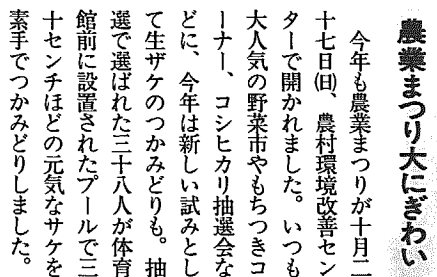 農業まつり大にぎわい
今年も農業まつりが十月二
十七日㈰、農村環境改善セン
ターで開かれました。いつも
大人気の野菜市やもちつきコ
ーナー、コシヒカリ抽選会な
どに、今年は新しい試みとし
て生ザケのつかみどりも。抽
選で選ばれた三十八人が体育
館前に設置されたプールで三
十センチほどの元気なサケを
素手でつかみどりしました。